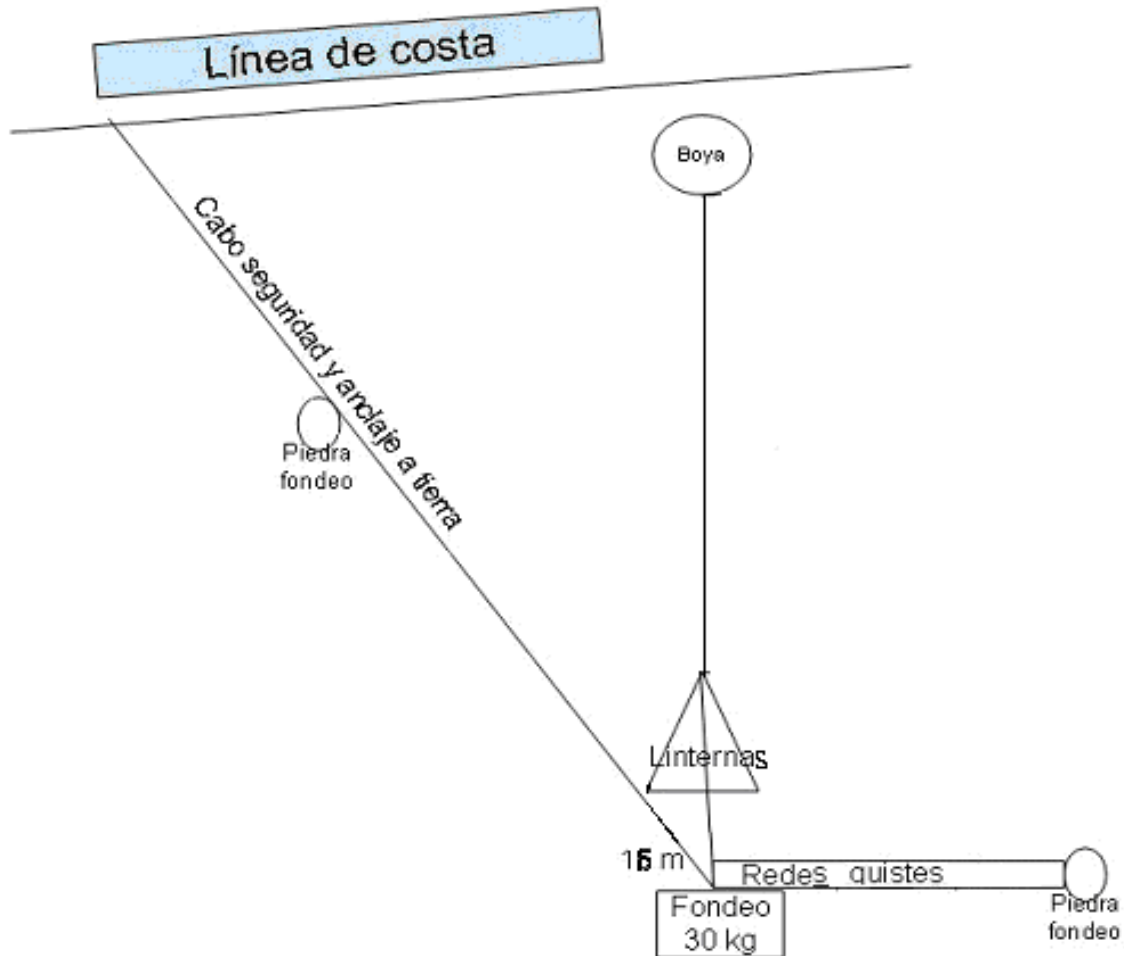 Línea de costa
Boya
Cabo seguridad y anclaje a tierra
Piedra
fondeo
Linternas
m
Redes quistes
Fondeo
30 kg
Piedra
fondeo